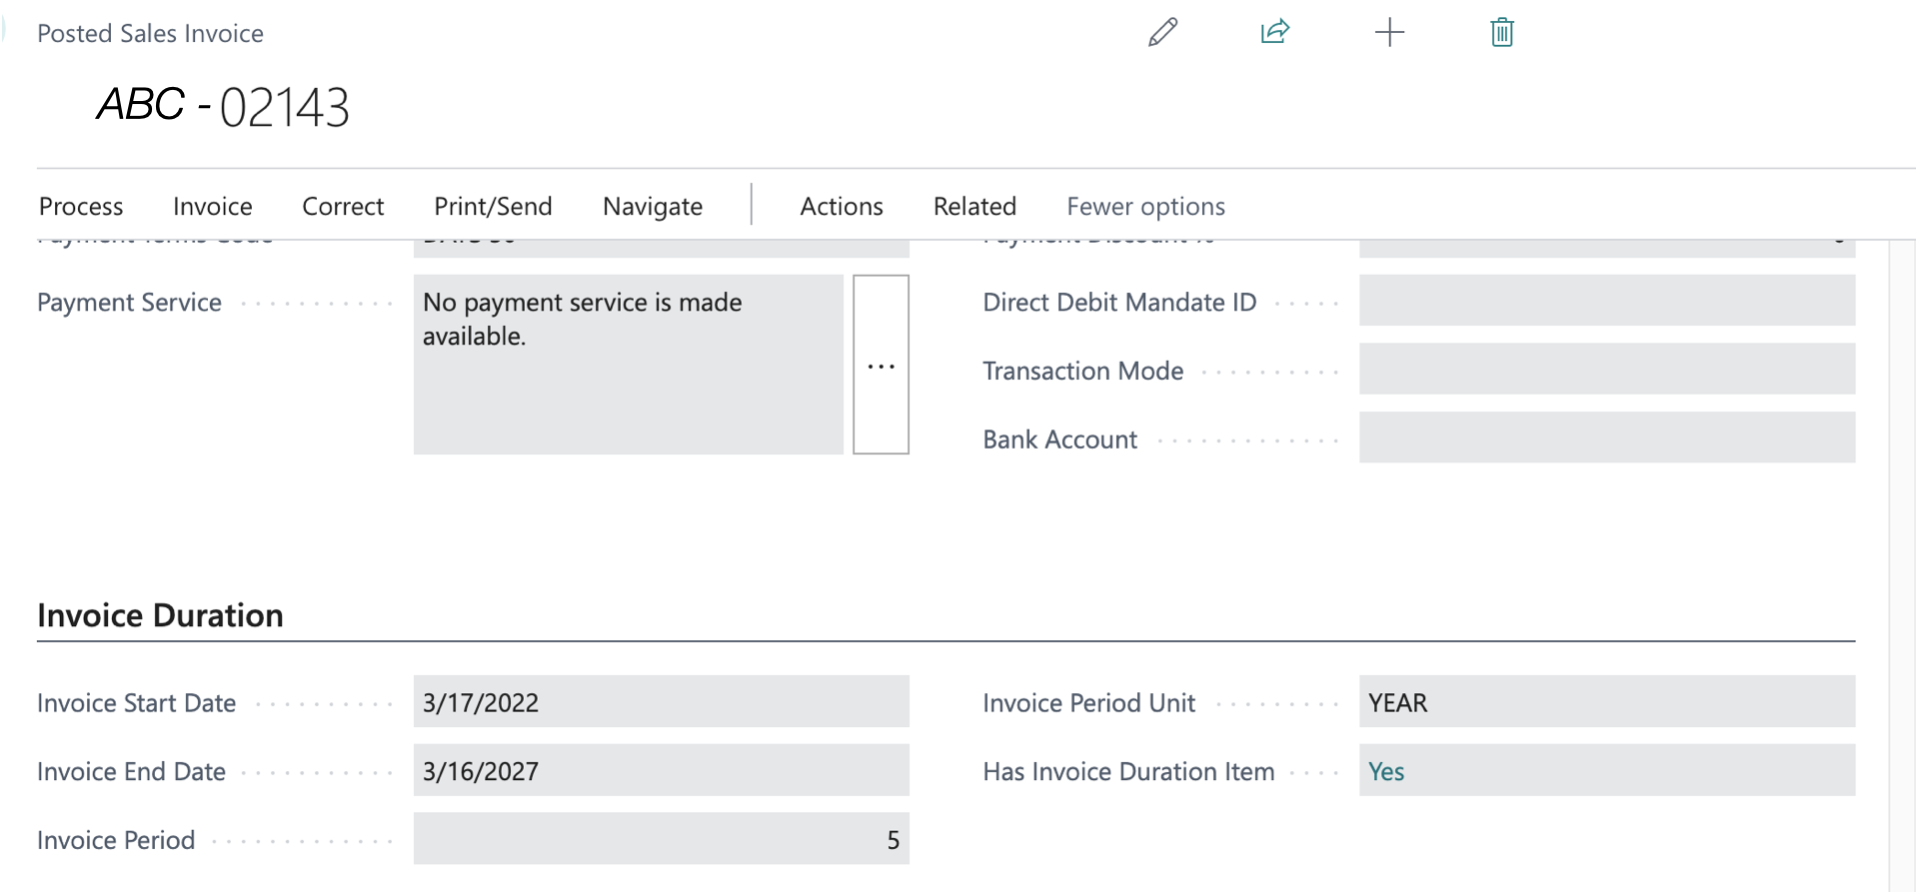 Posted Sales Invoice
ABC - 02143
Process Invoice Correct Print/Send Navigate Actions Related Fewer options
Payment Service No payment service is made available.
Direct Debit Mandate ID
Transaction Mode
Bank Account
Invoice Duration
Invoice Start Date 3/17/2022
Invoice Period Unit YEAR
Invoice End Date 3/16/2027
Has Invoice Duration Item Yes
Invoice Period 5